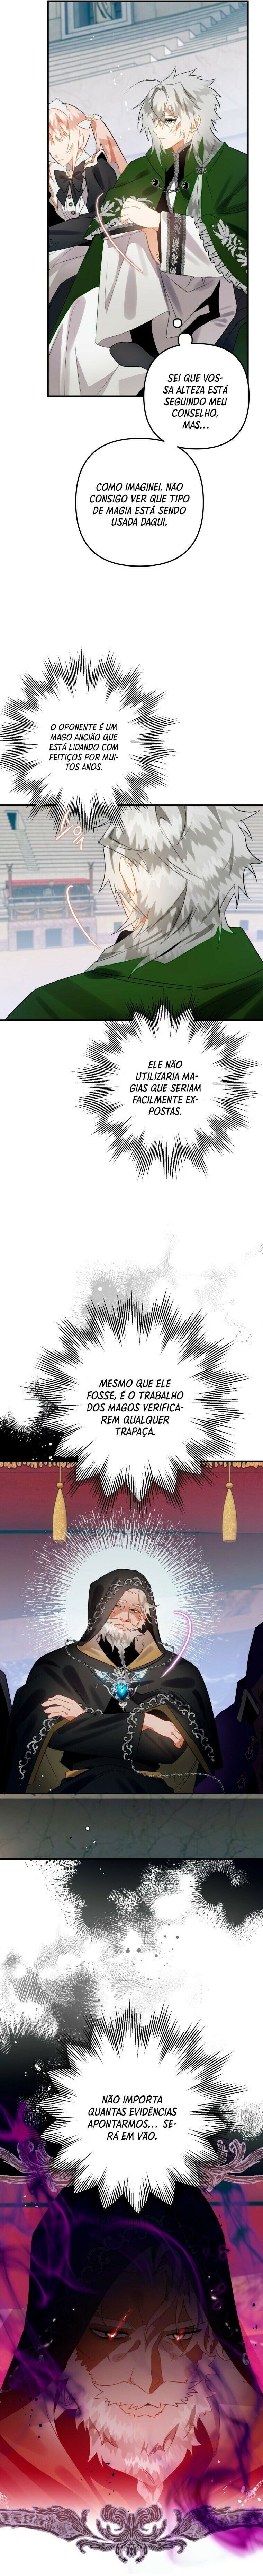 SEI QUE VOS-
SA ALTEZA ESTÁ
SEGUINDO MEU
CONSELHO,
MAS...
COMO IMAGINEI, NÃO
CONSIGO VER QUE TIPO
DE MAGIA ESTÁ SENDO
USADA DAQUI.
O OPONENTE É UM
MAGO ANCIÃO QUE
ESTÁ LIDANDO COM
FEITIÇOS POR MUI-
TOS ANOS.
ELE NÃO
UTILIZARIA MA-
GIAS QUE SERIAM
FACILMENTE EX-
POSTAS.
MESMO QUE ELE
FOSSE, É O TRABALHO
DOS MAGOS VERIFICA-
REM QUALQUER
TRAPAÇA.
NÃO IMPORTA
QUANTAS EVIDÊNCIAS
APONTARMOS... SE-
RÁ EM VÃO.